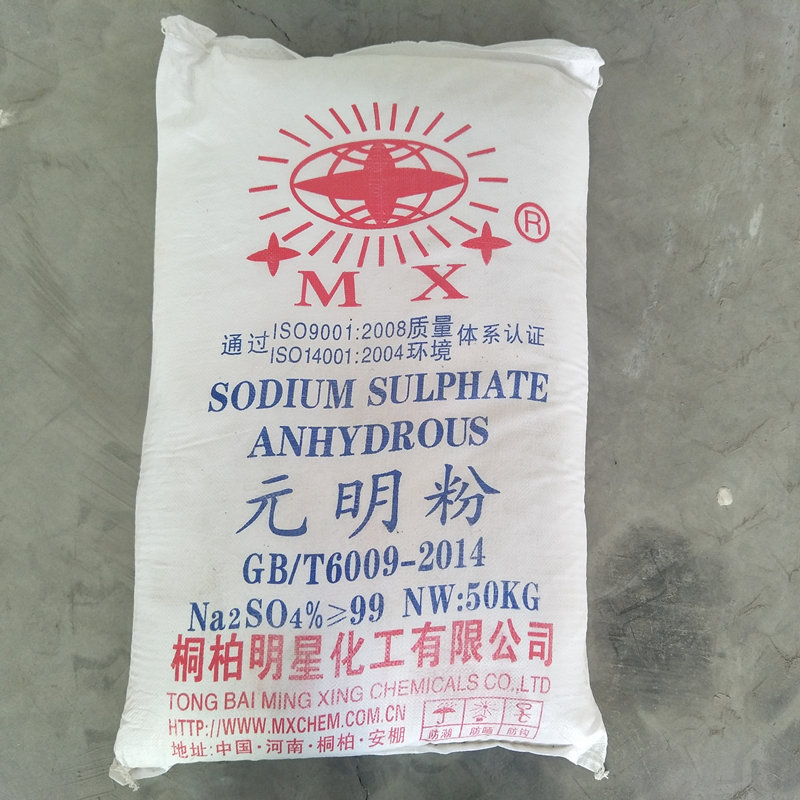 ®
MX
通过ISO9001:2008质量体系认证
ISO14001:2004环境
SODIUM SULPHATE
ANHYDROUS
元明粉
GB/T6009-2014
Na2SO4%≥99 NW:50KG
桐柏明星化工有限公司
TONG BAI MING XING CHEMICALS CO.,LTD
HTTP://WWW.MXCHEM.COM.CN
防潮 防晒 防钩
地址:中国·河南·桐柏·安棚